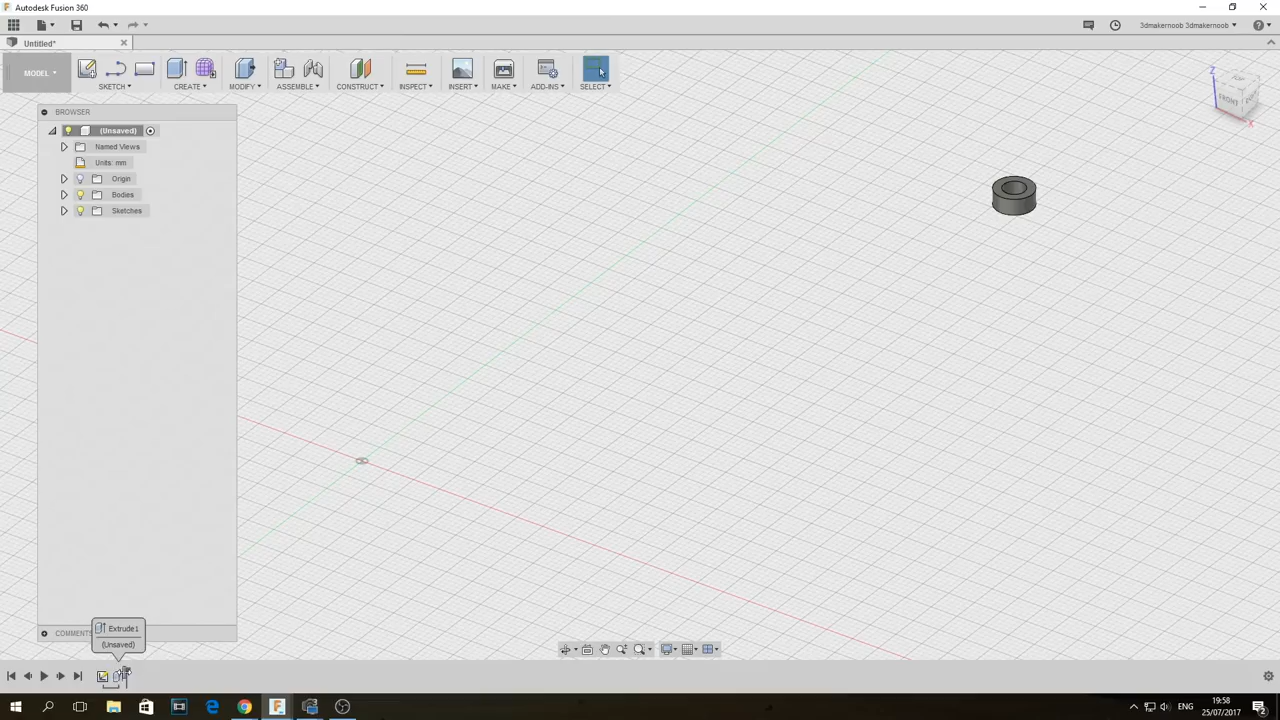 Autodesk Fusion 360
3dmakernoob 3dmakernoob
Untitled*
MODEL
SKETCH
CREATE
MODIFY
ASSEMBLE
CONSTRUCT
INSPECT
INSERT
MAKE
ADD-INS
SELECT
BROWSER
(Unsaved)
Named Views
Units: mm
Origin
Bodies
Sketches
Z
FRONT
X
Extrude1
(Unsaved)
COMMENTS
ENG
19:58
25/07/2017
2